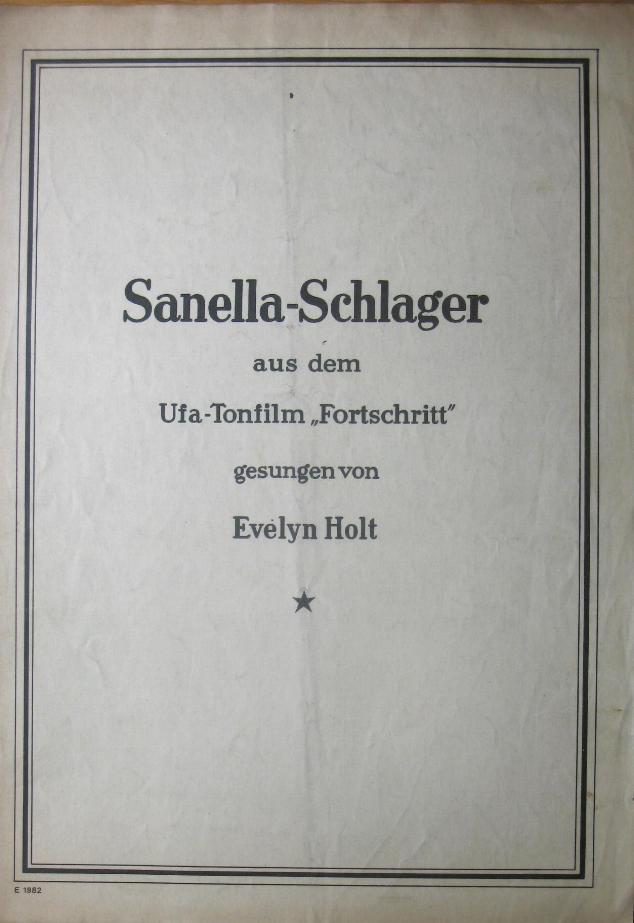 Sanella-Schlager
aus dem
Ufa-Tonfilm „Fortschritt"
gesungen von
Evelyn Holt
E 1982